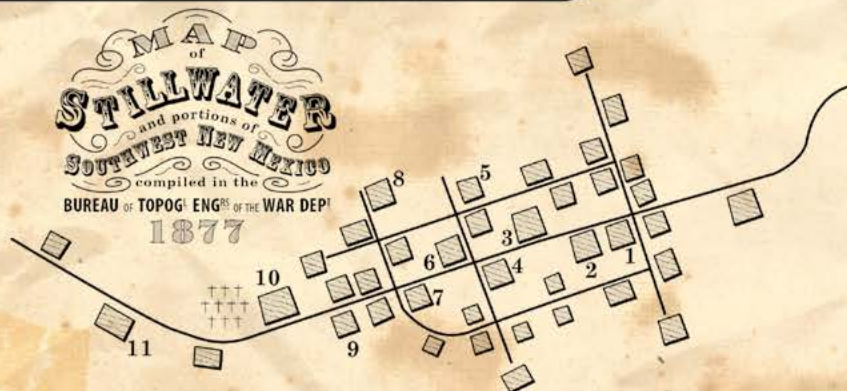 MAP
of
STILLWATER
and portions of
SOUTHWEST NEW MEXICO
compiled in the
BUREAU OF TOPOGL ENGRS OF THE WAR DEPT
1877
8
5
3
6
1
2
4
10
7
9
11